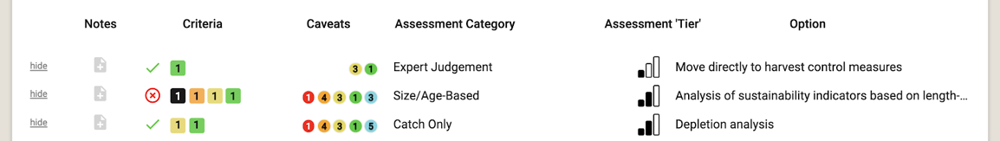 Notes Criteria Caveats Assessment Category Assessment 'Tier' Option
hide 1 3 1 Expert Judgement Move directly to harvest control measures
hide 1 1 1 1 1 4 3 1 3 Size/Age-Based Analysis of sustainability indicators based on length-...
hide 1 1 1 4 3 1 5 Catch Only Depletion analysis